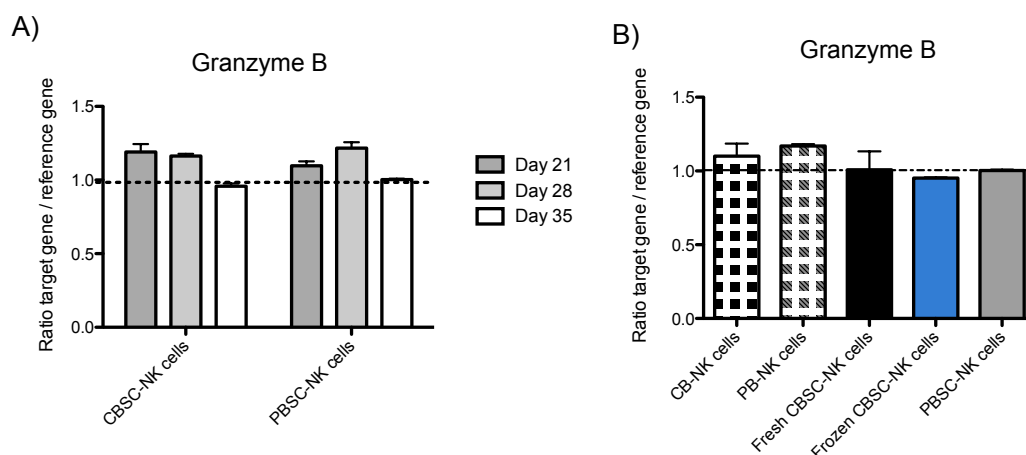 A)
Granzyme B
Ratio target gene / reference gene
1.5
1.0
0.5
0.0
CBSC-NK cells
PBSC-NK cells
Day 21
Day 28
Day 35
B)
Granzyme B
Ratio target gene / reference gene
1.5
1.0
0.5
0.0
CB-NK cells
PB-NK cells
Fresh CBSC-NK cells
Frozen CBSC-NK cells
PBSC-NK cells